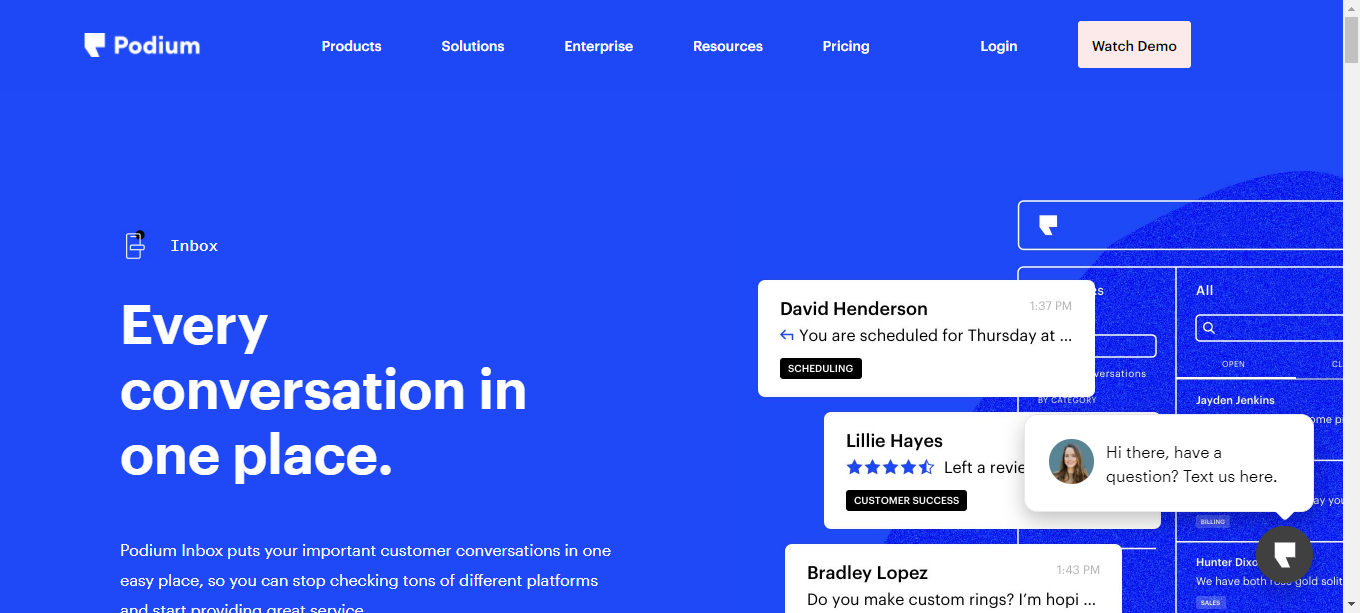 Podium
Products
Solutions
Enterprise
Resources
Pricing
Login
Watch Demo
Inbox
Every
conversation in
one place.
Podium Inbox puts your important customer conversations in one
easy place, so you can stop checking tons of different platforms
and start providing great service.
David Henderson
1:37 PM
You are scheduled for Thursday at ...
SCHEDULING
Lillie Hayes
Left a revie
CUSTOMER SUCCESS
Bradley Lopez
1:43 PM
Do you make custom rings? I'm hopi ...
BY CATEGORY
All
OPEN
Jayden Jenkins
BILLING
Hunter Dixo
We have both rose gold solit
SALES
Hi there, have a
question? Text us here.